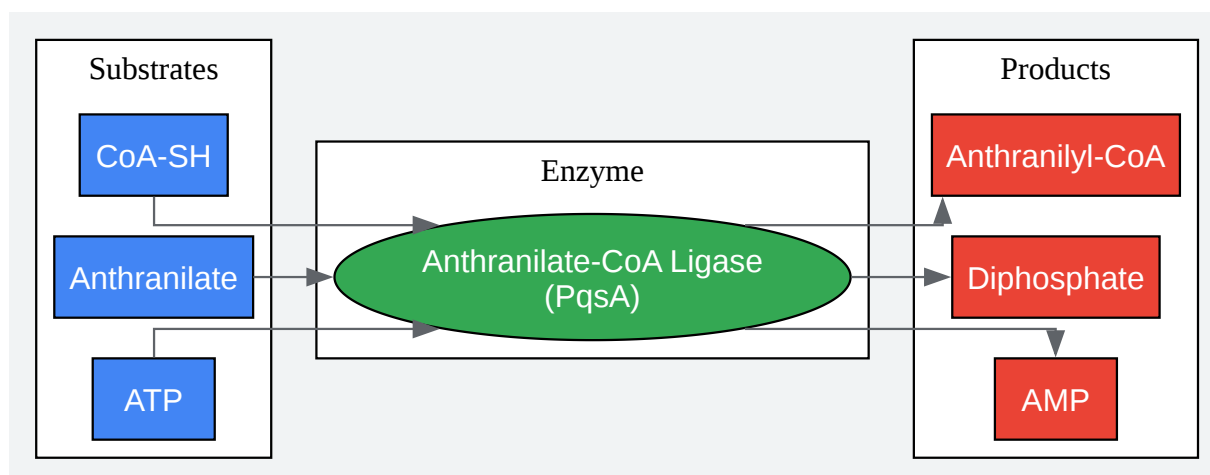 Substrates
CoA-SH
Anthranilate
ATP
Enzyme
Anthranilate-CoA Ligase
(PqsA)
Products
Anthranilyl-CoA
Diphosphate
AMP